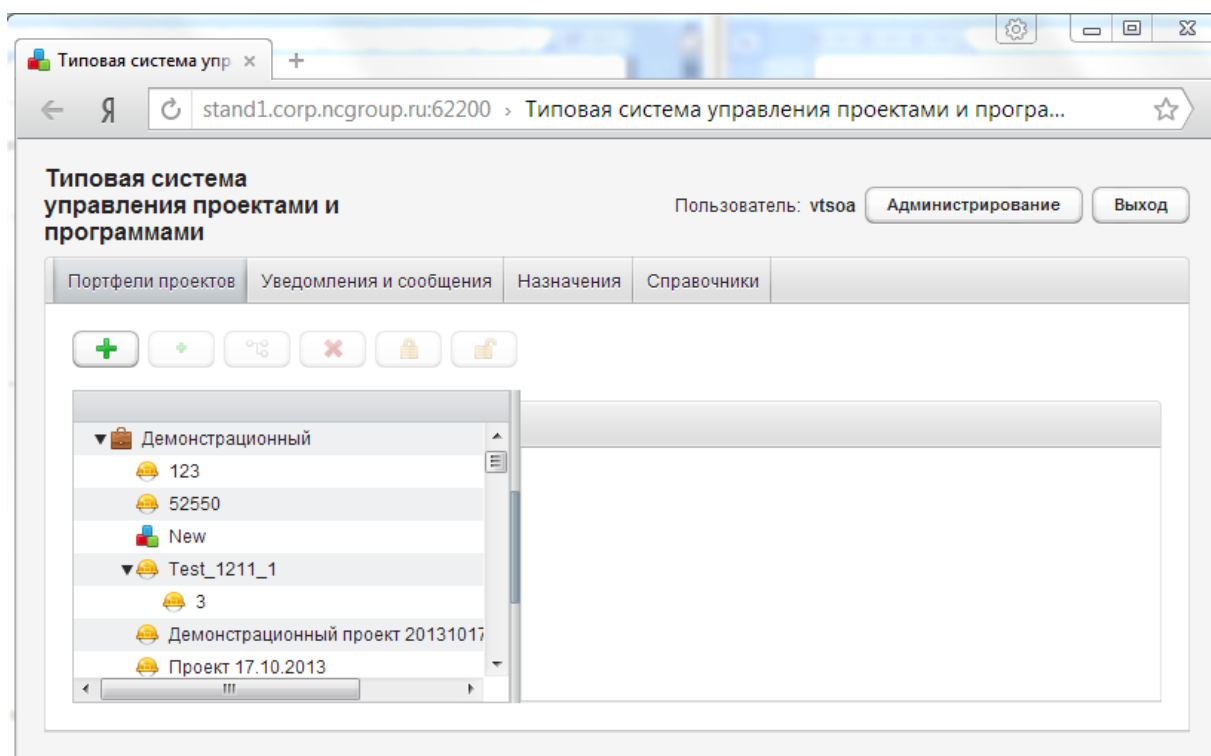 Типовая система упр
Я
stand1.corp.ncgroup.ru:62200 › Типовая система управления проектами и програ...
Типовая система
управления проектами и
программами
Пользователь: vtsoa Администрирование Выход
Портфели проектов Уведомления и сообщения Назначения Справочники
Демонстрационный
123
52550
New
Test_1211_1
3
Демонстрационный проект 20131017
Проект 17.10.2013